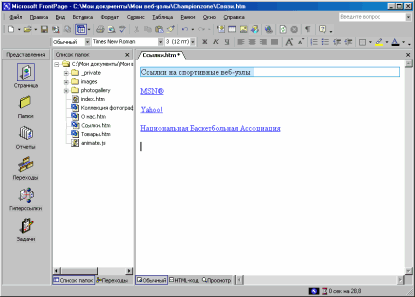 Microsoft FrontPage - C:\Мои документы\Мои веб-узлы\Championzone\Ссылки.htm
Файл Правка Вид Вставка Формат Сервис Таблица Рамки Окно Справка
Введите вопрос
Обычный Times New Roman 3 (12 пт)
Представления Список папок Ссылки.htm *
C:\Мои документы\Мои в
_private
images
photogallery
index.htm
Коллекция фотограф
О нас.htm
Ссылки.htm
Товары.htm
animate.js
Страница
Папки
Отчеты
Переходы
Гиперссылки
Задачи
Ссылки на спортивные веб-узлы
MSN®
Yahoo!
Национальная Баскетбольная Ассоциация
Список папок Переходы Обычный HTML-код Просмотр
0 сек на 28,8